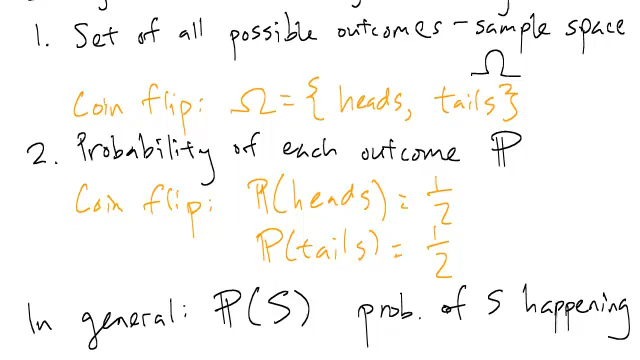 1. Set of all possible outcomes – sample space
Ω
Coin flip: Ω = { heads, tails }
2. Probability of each outcome ℙ
Coin flip: ℙ(heads) = 1/2
ℙ(tails) = 1/2
In general: ℙ(S) prob. of S happening